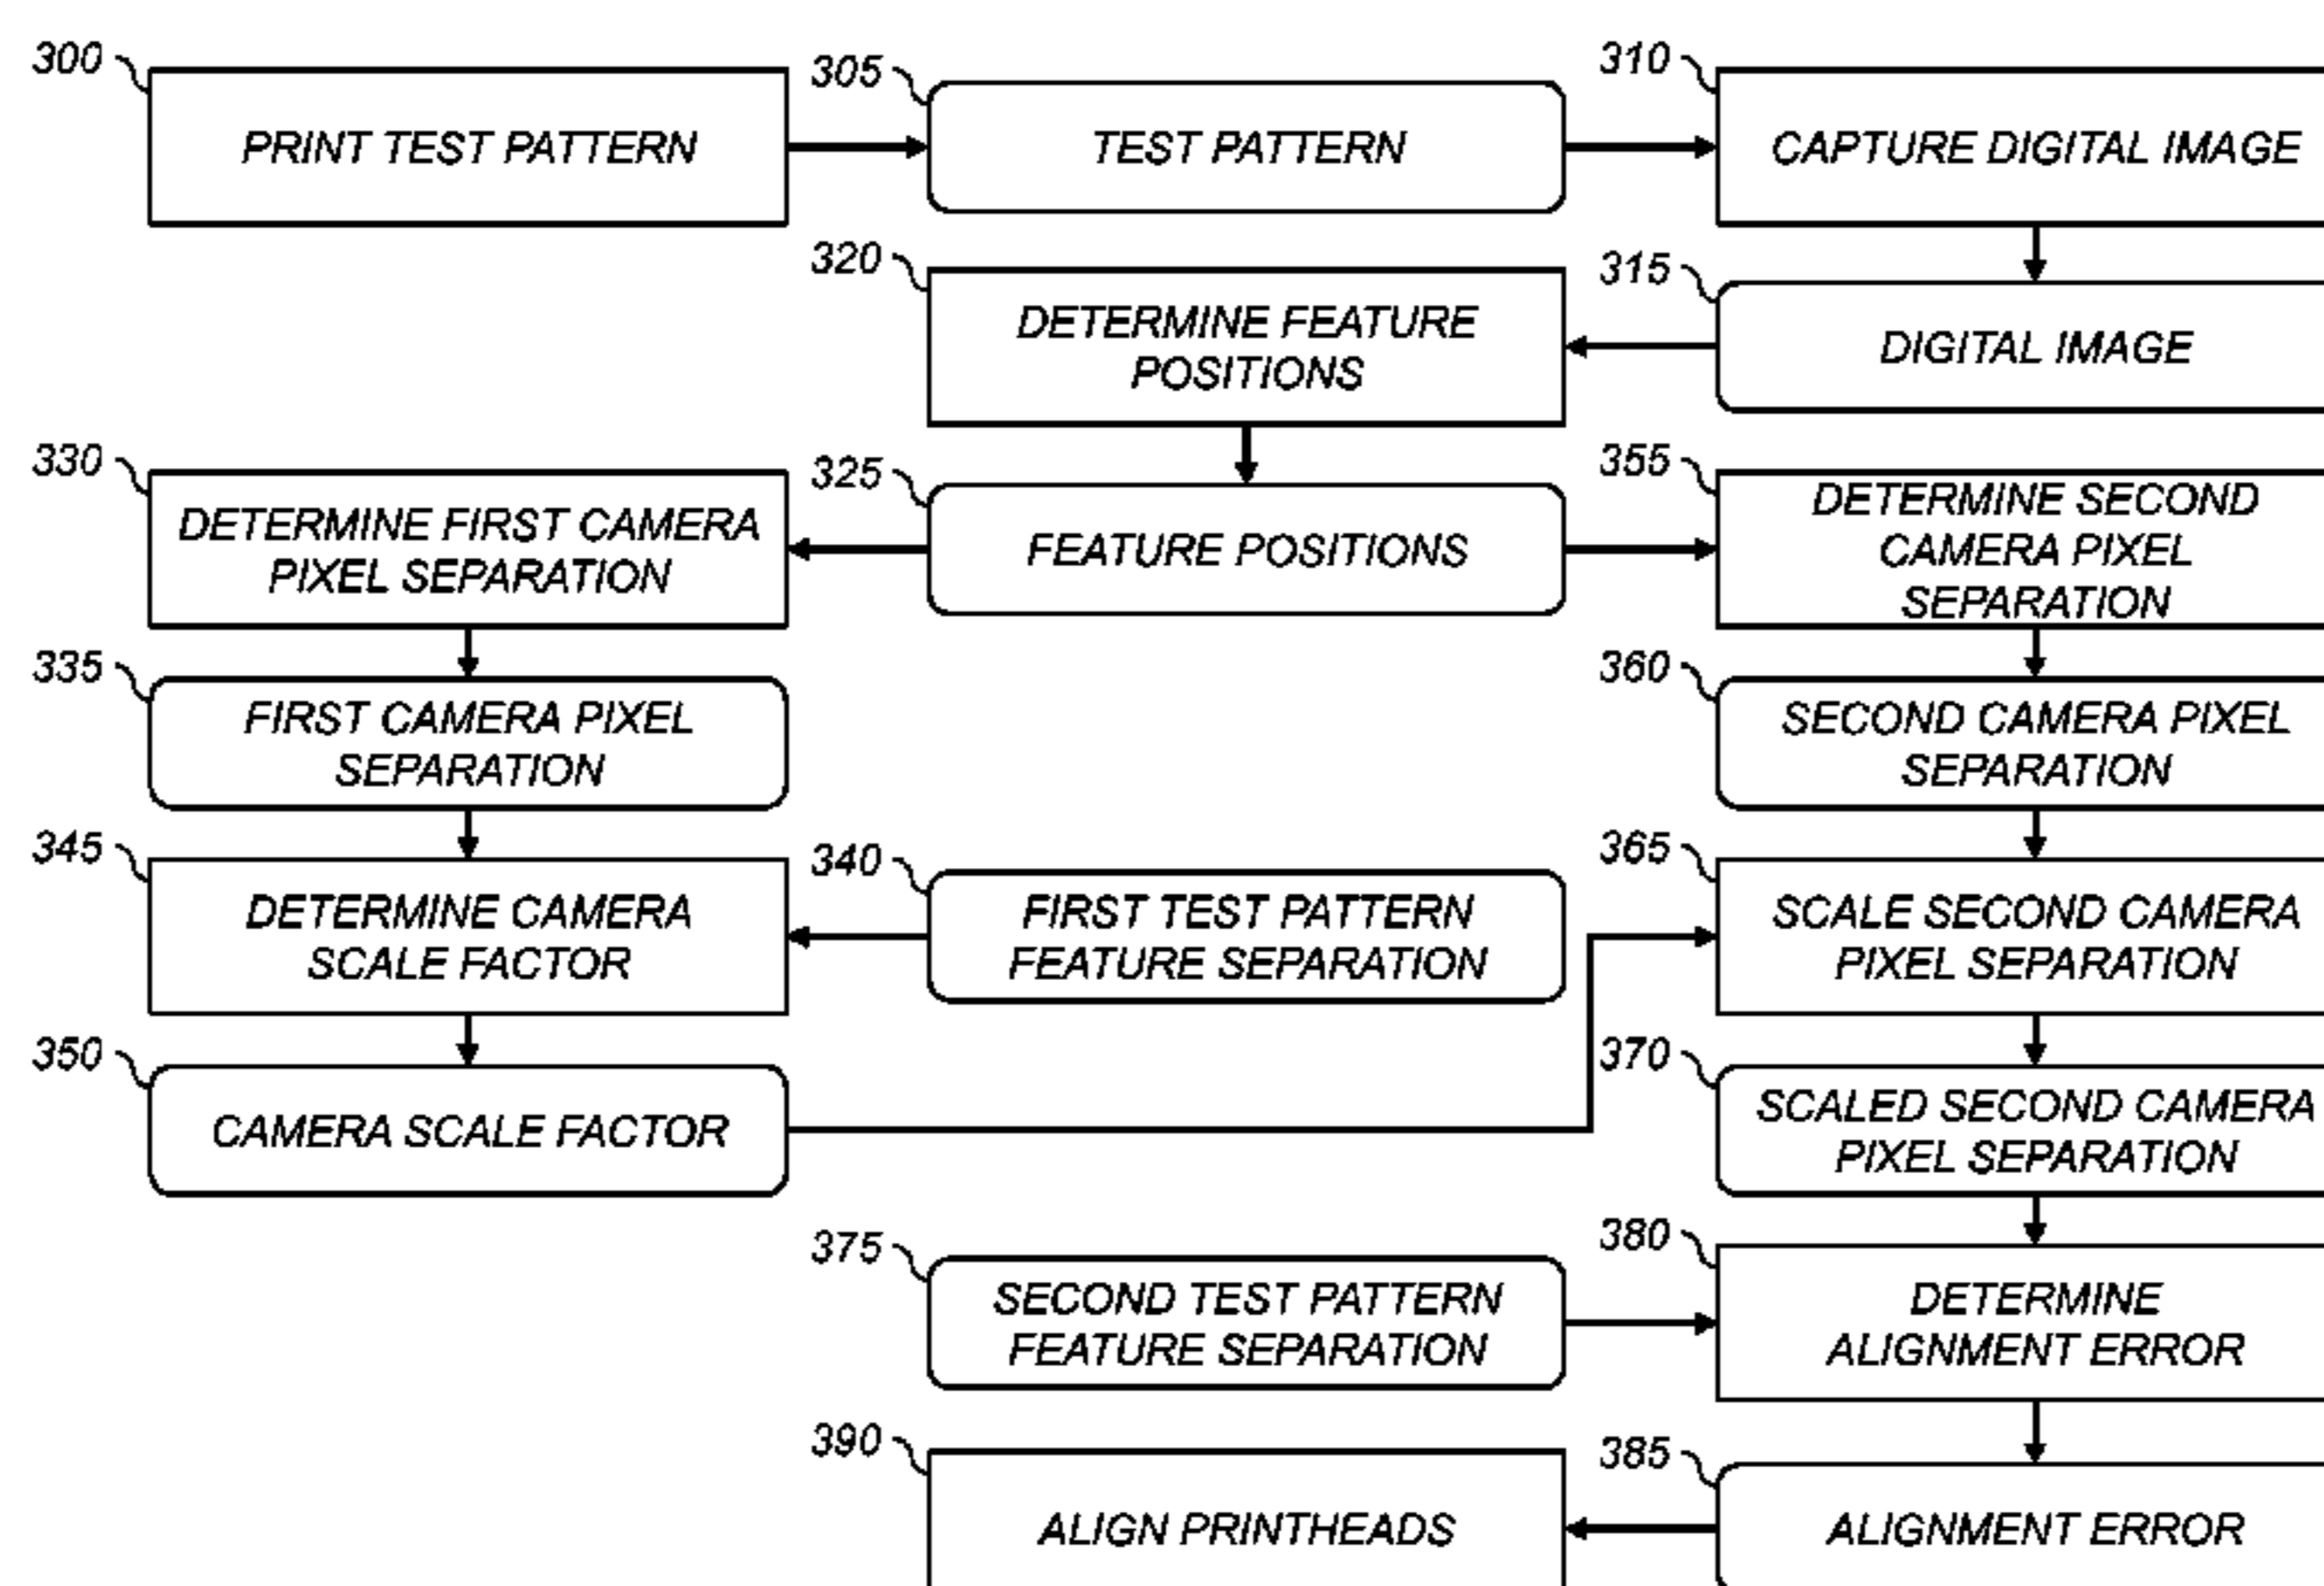 300
PRINT TEST PATTERN
305
TEST PATTERN
310
CAPTURE DIGITAL IMAGE
315
DIGITAL IMAGE
320
DETERMINE FEATURE
POSITIONS
325
FEATURE POSITIONS
330
DETERMINE FIRST CAMERA
PIXEL SEPARATION
335
FIRST CAMERA PIXEL
SEPARATION
340
FIRST TEST PATTERN
FEATURE SEPARATION
345
DETERMINE CAMERA
SCALE FACTOR
350
CAMERA SCALE FACTOR
355
DETERMINE SECOND
CAMERA PIXEL
SEPARATION
360
SECOND CAMERA PIXEL
SEPARATION
365
SCALE SECOND CAMERA
PIXEL SEPARATION
370
SCALED SECOND CAMERA
PIXEL SEPARATION
375
SECOND TEST PATTERN
FEATURE SEPARATION
380
DETERMINE
ALIGNMENT ERROR
385
ALIGNMENT ERROR
390
ALIGN PRINTHEADS